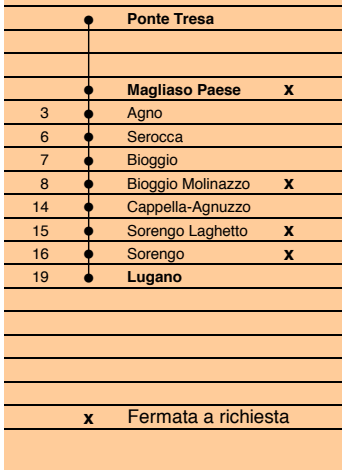 Ponte Tresa
Magliaso Paese x
3 Agno
6 Serocca
7 Bioggio
8 Bioggio Molinazzo x
14 Cappella-Agnuzzo
15 Sorengo Laghetto x
16 Sorengo x
19 Lugano
x Fermata a richiesta